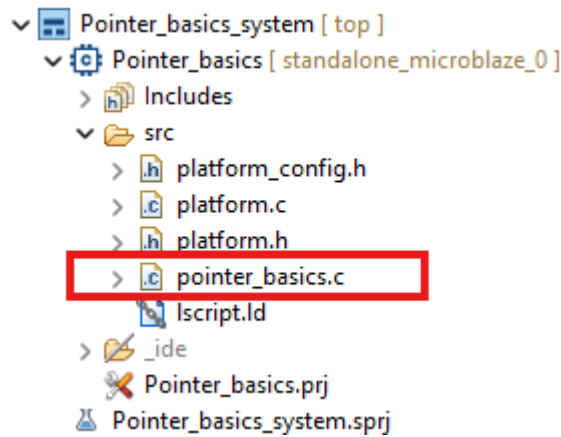 Pointer_basics_system [ top ]
Pointer_basics [ standalone_microblaze_0 ]
Includes
src
.h platform_config.h
.c platform.c
.h platform.h
.c pointer_basics.c
lscript.ld
_ide
Pointer_basics.prj
Pointer_basics_system.sprj